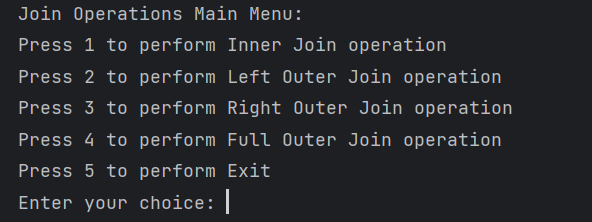 Join Operations Main Menu:
Press 1 to perform Inner Join operation
Press 2 to perform Left Outer Join operation
Press 3 to perform Right Outer Join operation
Press 4 to perform Full Outer Join operation
Press 5 to perform Exit
Enter your choice: